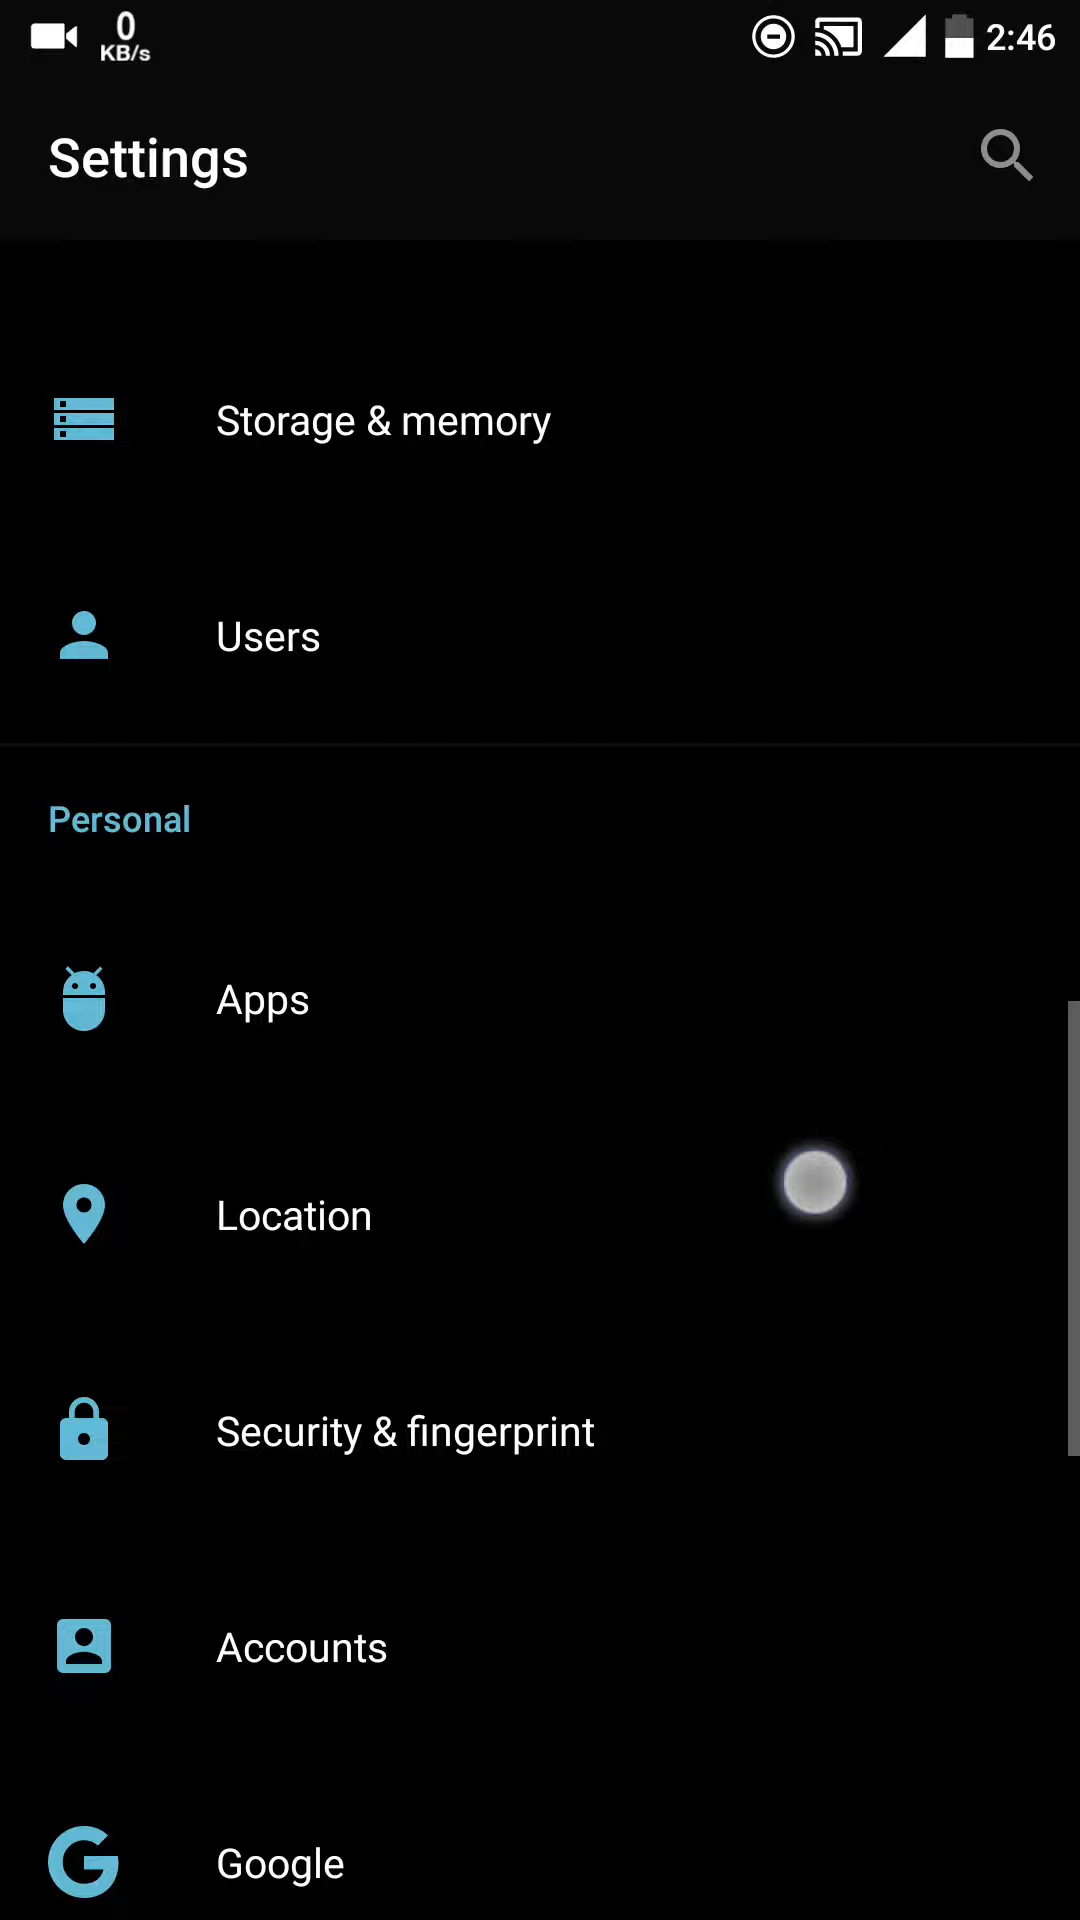 0
KB/s
2:46
Settings
Storage & memory
Users
Personal
Apps
Location
Security & fingerprint
Accounts
Google